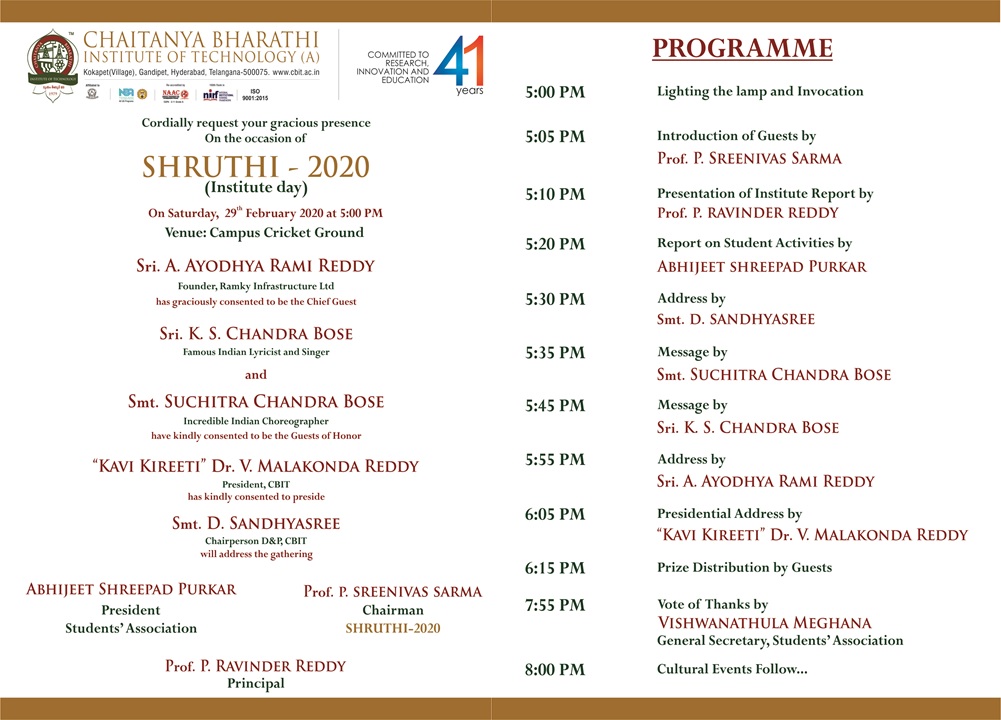 CHAITANYA BHARATHI
INSTITUTE OF TECHNOLOGY (A)
Kokapet(Village), Gandipet, Hyderabad, Telangana-500075. www.cbit.ac.in
NAAC
nirf
ISO
9001:2015
COMMITTED TO
RESEARCH,
INNOVATION AND
EDUCATION
41
years
Cordially request your gracious presence
On the occasion of
SHRUTHI - 2020
(Institute day)
On Saturday, 29th February 2020 at 5:00 PM
Venue: Campus Cricket Ground
Sri. A. Ayodhya Rami Reddy
Founder, Ramky Infrastructure Ltd
has graciously consented to be the Chief Guest
Sri. K. S. Chandra Bose
Famous Indian Lyricist and Singer
and
Smt. Suchitra Chandra Bose
Incredible Indian Choreographer
have kindly consented to be the Guests of Honor
“Kavi Kireeti” Dr. V. Malakonda Reddy
President, CBIT
has kindly consented to preside
Smt. D. Sandhyasree
Chairperson D&P, CBIT
will address the gathering
Abhijeet Shreepad Purkar
President
Students’ Association
Prof. P. SREENIVAS SARMA
Chairman
SHRUTHI-2020
Prof. P. Ravinder Reddy
Principal
PROGRAMME
5:00 PM Lighting the lamp and Invocation
5:05 PM Introduction of Guests by
Prof. P. Sreenivas Sarma
5:10 PM Presentation of Institute Report by
Prof. P. RAVINDER REDDY
5:20 PM Report on Student Activities by
Abhijeet shreepad Purkar
5:30 PM Address by
Smt. D. SANDHYASREE
5:35 PM Message by
Smt. Suchitra Chandra Bose
5:45 PM Message by
Sri. K. S. Chandra Bose
5:55 PM Address by
Sri. A. Ayodhya Rami Reddy
6:05 PM Presidential Address by
“Kavi Kireeti” Dr. V. Malakonda Reddy
6:15 PM Prize Distribution by Guests
7:55 PM Vote of Thanks by
Vishwanathula Meghana
General Secretary, Students’ Association
8:00 PM Cultural Events Follow...